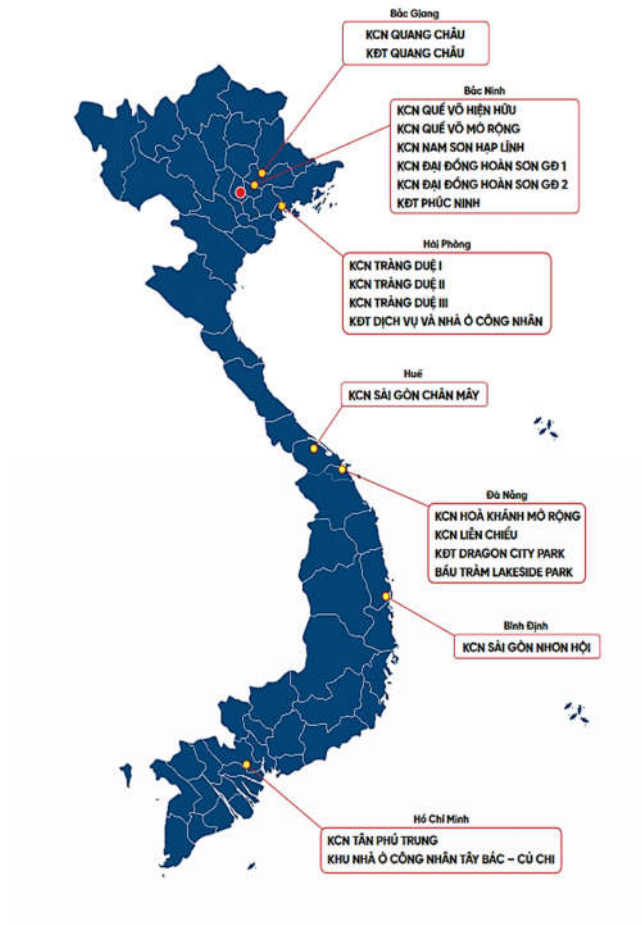 Bắc Giang
KCN QUANG CHÂU
KĐT QUANG CHÂU
Bắc Ninh
KCN QUẾ VÕ HIỆN HỮU
KCN QUẾ VÕ MỞ RỘNG
KCN NAM SƠN HẠP LĨNH
KCN ĐẠI ĐỒNG HOÀN SƠN GĐ 1
KCN ĐẠI ĐỒNG HOÀN SƠN GĐ 2
KĐT PHÚC NINH
Hải Phòng
KCN TRÀNG DUỆ I
KCN TRÀNG DUỆ II
KCN TRÀNG DUỆ III
KĐT DỊCH VỤ VÀ NHÀ Ở CÔNG NHÂN
Huế
KCN SÀI GÒN CHÂN MÂY
Đà Nẵng
KCN HOÀ KHÁNH MỞ RỘNG
KCN LIÊN CHIỂU
KĐT DRAGON CITY PARK
BÀU TRÀM LAKESIDE PARK
Bình Định
KCN SÀI GÒN NHƠN HỘI
Hồ Chí Minh
KCN TÂN PHÚ TRUNG
KHU NHÀ Ở CÔNG NHÂN TÂY BẮC – CỦ CHI